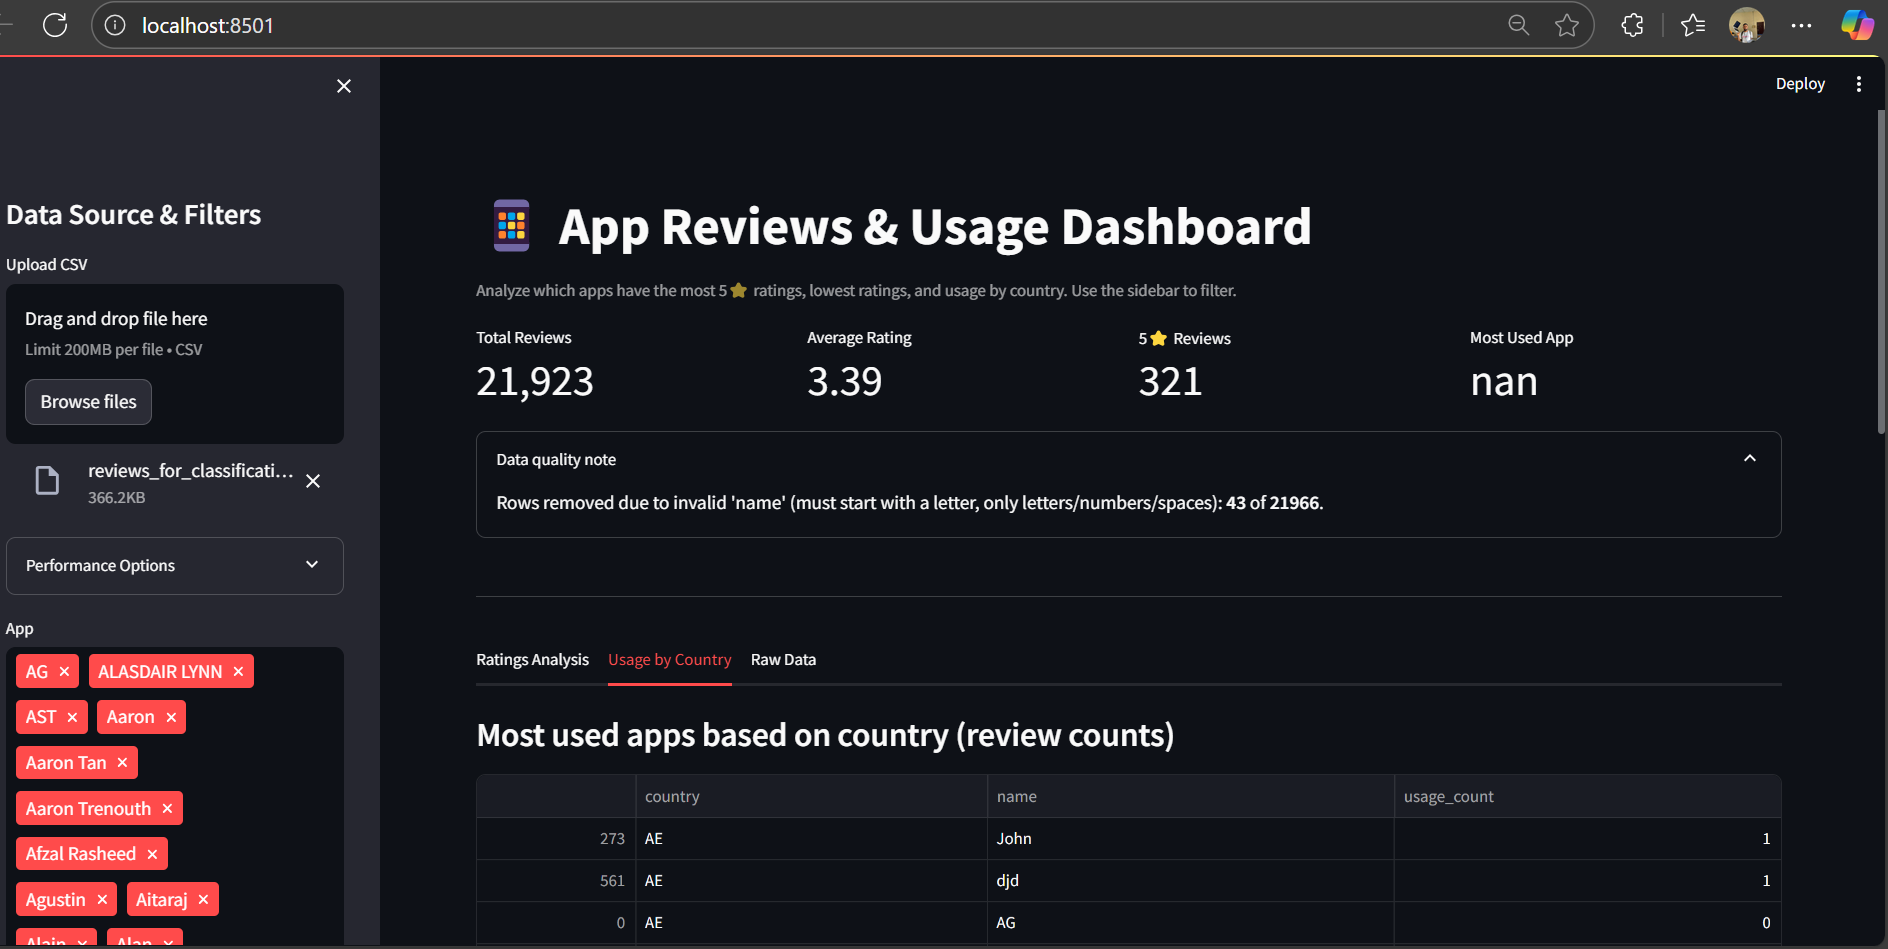 localhost:8501
Deploy
Data Source & Filters
Upload CSV
Drag and drop file here
Limit 200MB per file • CSV
Browse files
reviews_for_classificati...
366.2KB
Performance Options
App
AG
ALASDAIR LYNN
AST
Aaron
Aaron Tan
Aaron Trenouth
Afzal Rasheed
Agustin
Aitaraj
Alain
Alan
App Reviews & Usage Dashboard
Analyze which apps have the most 5⭐ ratings, lowest ratings, and usage by country. Use the sidebar to filter.
Total Reviews
21,923
Average Rating
3.39
5⭐ Reviews
321
Most Used App
nan
Data quality note
Rows removed due to invalid 'name' (must start with a letter, only letters/numbers/spaces): 43 of 21966.
Ratings Analysis
Usage by Country
Raw Data
Most used apps based on country (review counts)
country name usage_count
273 AE John 1
561 AE djd 1
0 AE AG 0